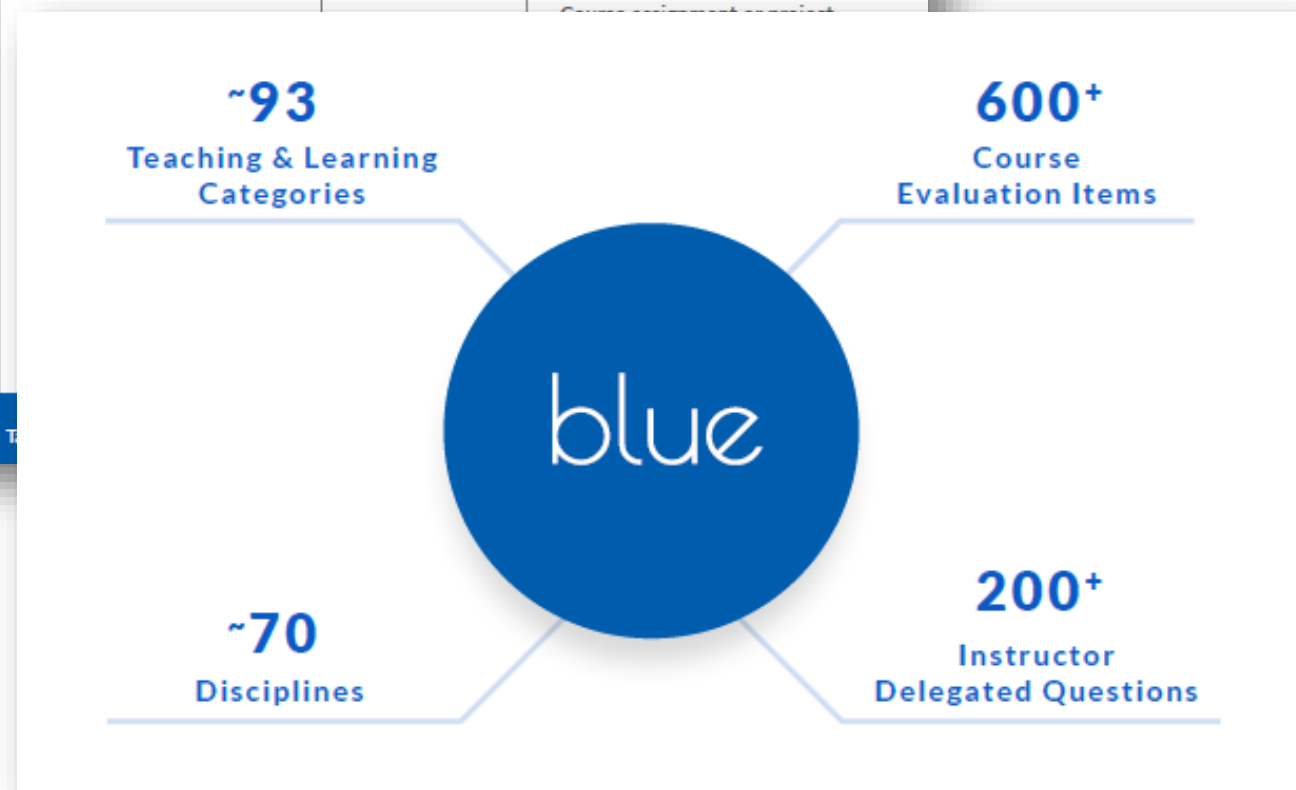 ~93
Teaching & Learning
Categories
600+
Course
Evaluation Items
blue
~70
Disciplines
200+
Instructor
Delegated Questions